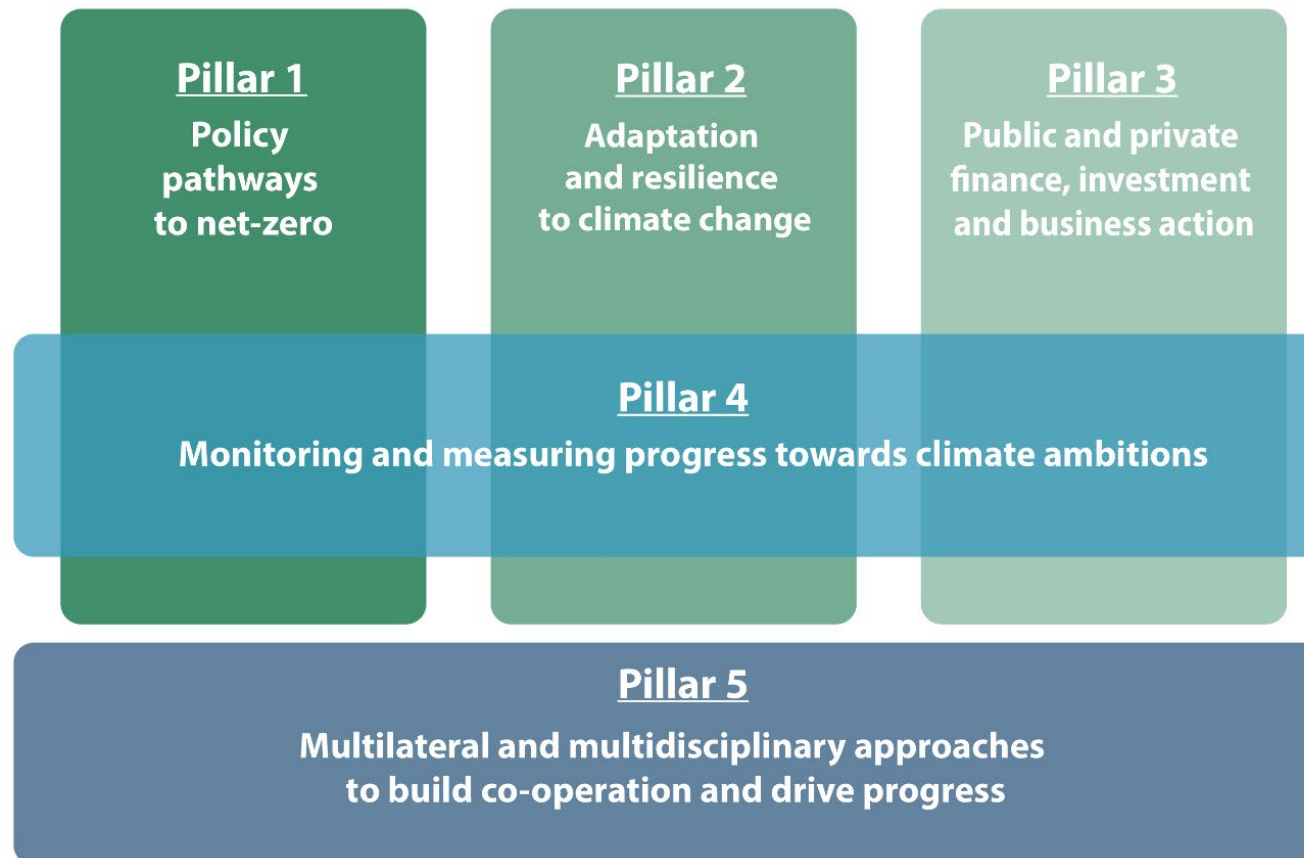 Pillar 1
Policy
pathways
to net-zero
Pillar 2
Adaptation
and resilience
to climate change
Pillar 3
Public and private
finance, investment
and business action
Pillar 4
Monitoring and measuring progress towards climate ambitions
Pillar 5
Multilateral and multidisciplinary approaches
to build co-operation and drive progress